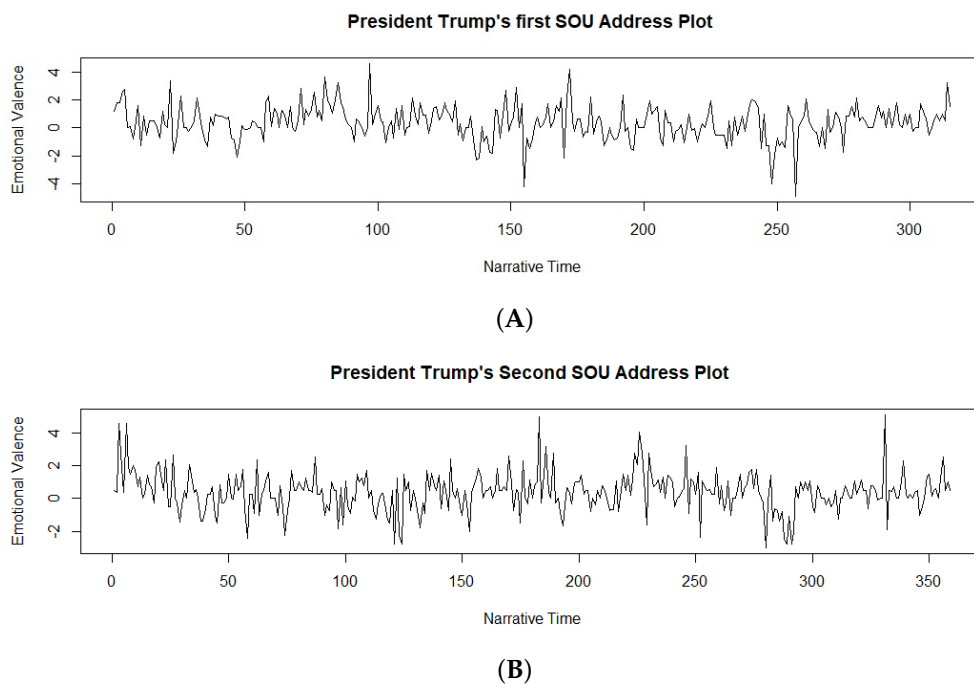 President Trump's first SOU Address Plot
Emotional Valence
4
2
0
-2
-4
0 50 100 150 200 250 300
Narrative Time
(A)
President Trump's Second SOU Address Plot
Emotional Valence
4
2
0
-2
0 50 100 150 200 250 300 350
Narrative Time
(B)